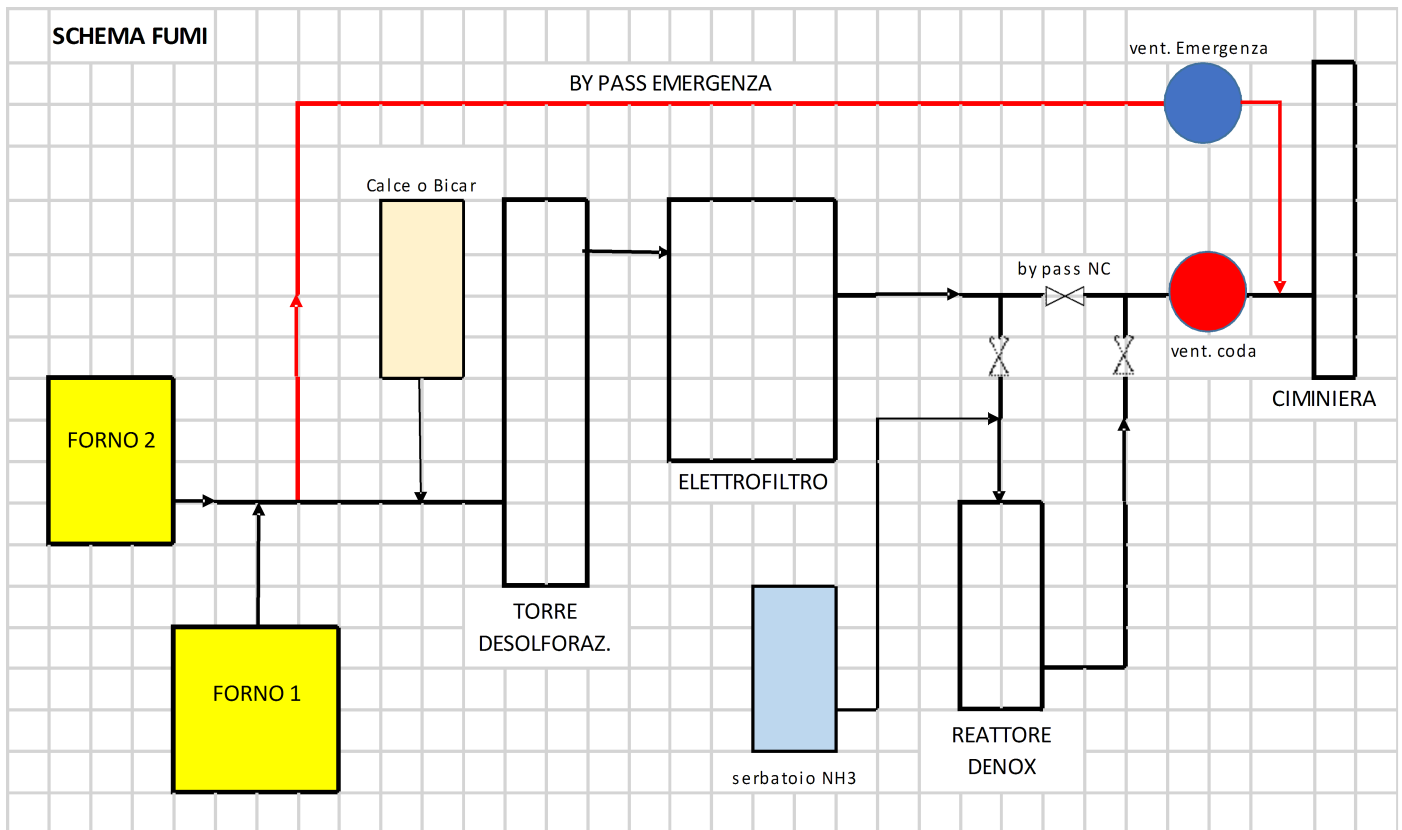 SCHEMA FUMI
vent. Emergenza
BY PASS EMERGENZA
Calce o Bicar
by pass NC
vent. coda
CIMINIERA
FORNO 2
ELETTROFILTRO
TORRE
DESOLFORAZ.
FORNO 1
REATTORE
DENOX
serbatoio NH3